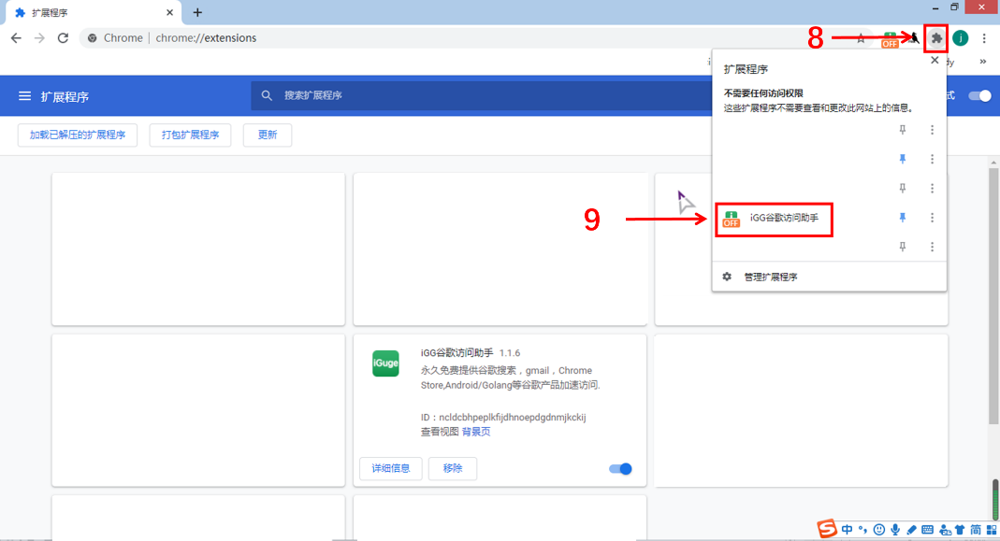 扩展程序
Chrome
chrome://extensions
8
OFF
i
dy
扩展程序
搜索扩展程序
式
加载已解压的扩展程序
打包扩展程序
更新
扩展程序
不需要任何访问权限
这些扩展程序不需要查看和更改此网站上的信息。
9
OFF
iGG谷歌访问助手
管理扩展程序
iGuge
iGG谷歌访问助手 1.1.6
永久免费提供谷歌搜索，gmail，Chrome
Store,Android/Golang等谷歌产品加速访问.
ID：ncldcbhpeplkfijdhnoepdgdnmjkckij
查看视图 背景页
详细信息
移除
S 中 简